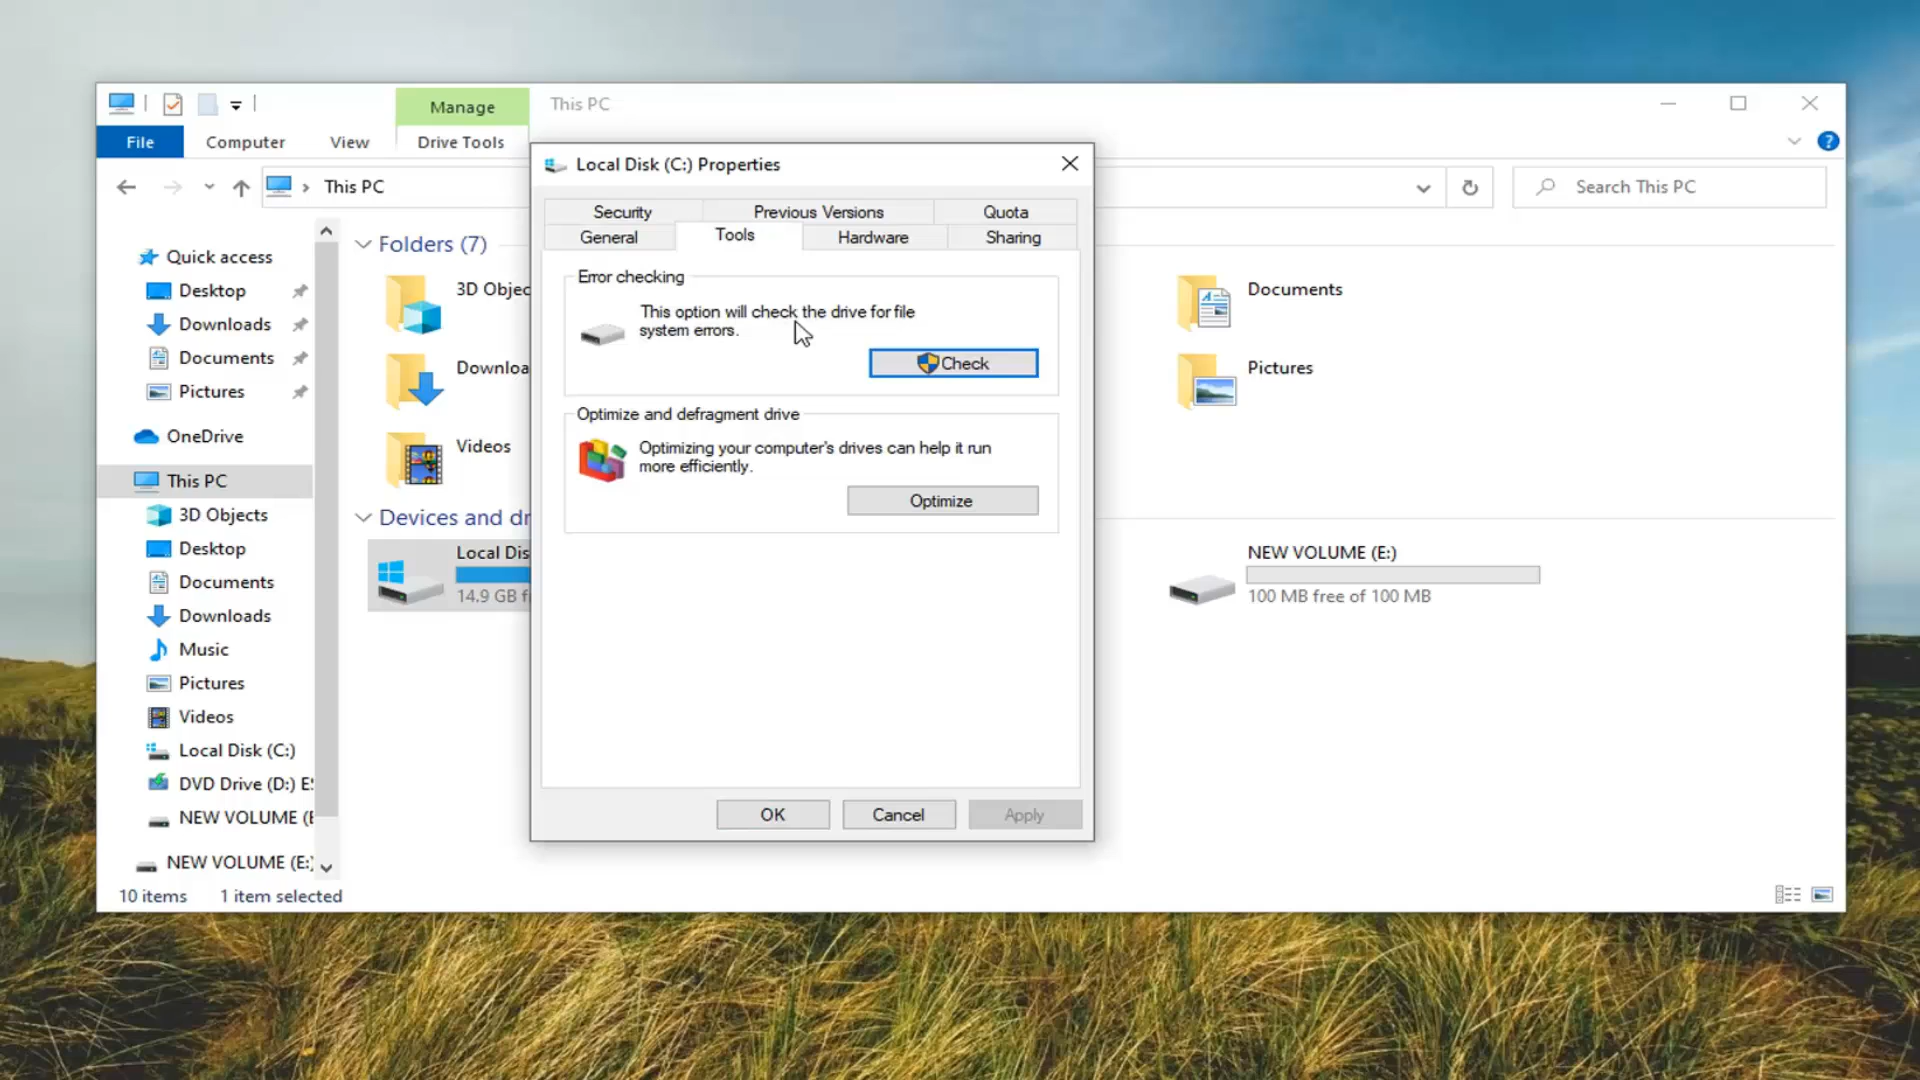 Manage
This PC
File
Computer
View
Drive Tools
This PC
Search This PC
Quick access
Desktop
Downloads
Documents
Pictures
OneDrive
This PC
3D Objects
Desktop
Documents
Downloads
Music
Pictures
Videos
Local Disk (C:)
DVD Drive (D:) E
NEW VOLUME (E
NEW VOLUME (E:)
10 items
1 item selected
Folders (7)
3D Objec
Downloa
Videos
Documents
Pictures
Devices and dr
Local Dis
14.9 GB f
NEW VOLUME (E:)
100 MB free of 100 MB
Local Disk (C:) Properties
Security
Previous Versions
Quota
General
Tools
Hardware
Sharing
Error checking
This option will check the drive for file
system errors.
Check
Optimize and defragment drive
Optimizing your computer's drives can help it run
more efficiently.
Optimize
OK
Cancel
Apply